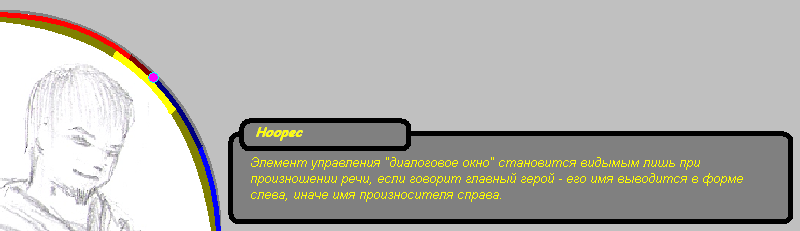 Ноорес
Элемент управления "диалоговое окно" становится видымым лишь при
произношении речи, если говорит главный герой - его имя выводится в форме
слева, иначе имя произносителя справа.